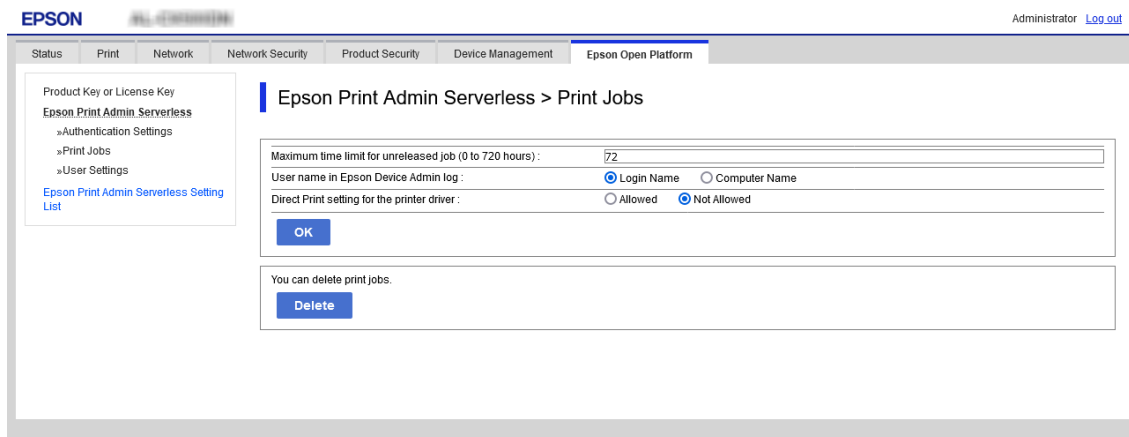 EPSON
Administrator Log out
Status Print Network Network Security Product Security Device Management Epson Open Platform
Product Key or License Key
Epson Print Admin Serverless
»Authentication Settings
»Print Jobs
»User Settings
Epson Print Admin Serverless Setting
List
Epson Print Admin Serverless > Print Jobs
Maximum time limit for unreleased job (0 to 720 hours) : 72
User name in Epson Device Admin log : Login Name Computer Name
Direct Print setting for the printer driver : Allowed Not Allowed
OK
You can delete print jobs.
Delete